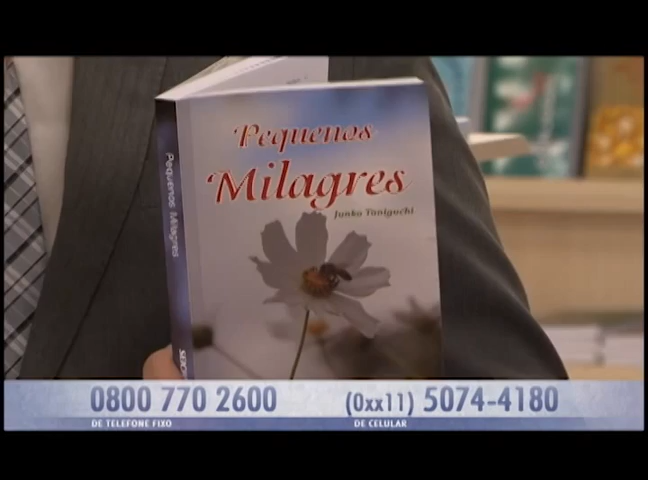 Pequenos
Milagres
Junko Taniguchi
Pequenos Milagres
0800 770 2600
(0xx11) 5074-4180
DE TELEFONE FIXO
DE CELULAR